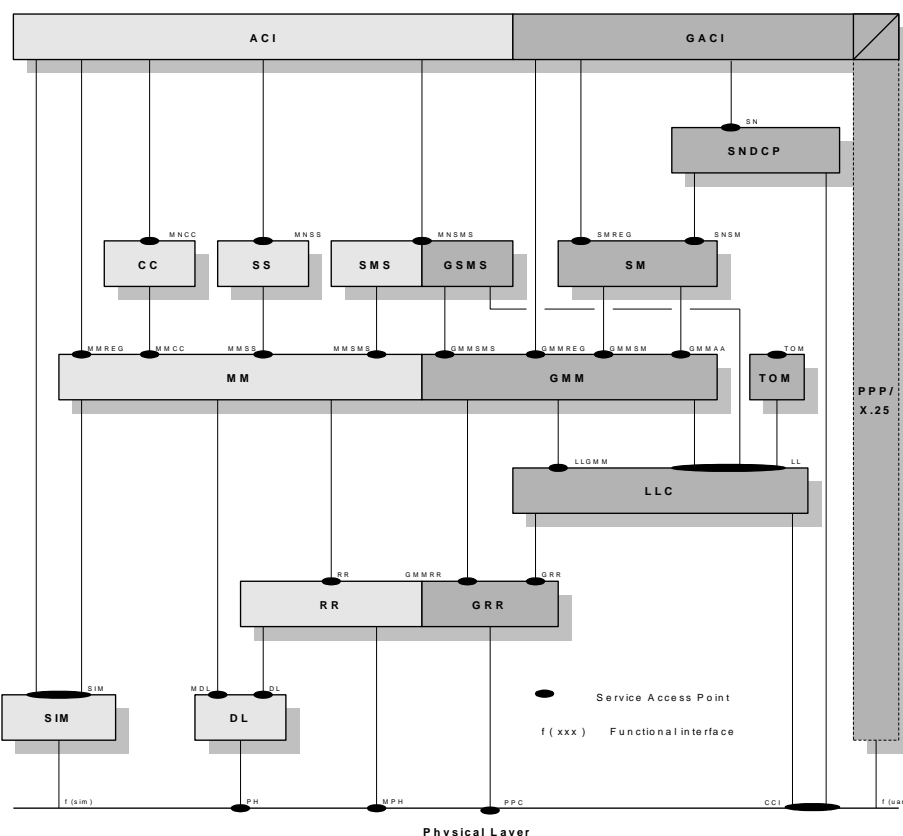 ACI GACI
SN
SNDCP
MNCC MNSS MNSMS SMREG SNSM
CC SS SMS GSMS SM
MMREG MMCC MMSS MMSMS GMMSMS GMMREG GMMSM GMMAA TOM
MM GMM TOM
PPP/
X.25
LLGMM LL
LLC
RR GMMRR GRR
RR GRR
SIM MDL DL
SIM DL
Service Access Point
f ( xxx ) Functional interface
f (sim) PH MPH PPC CCI
Physical Layer